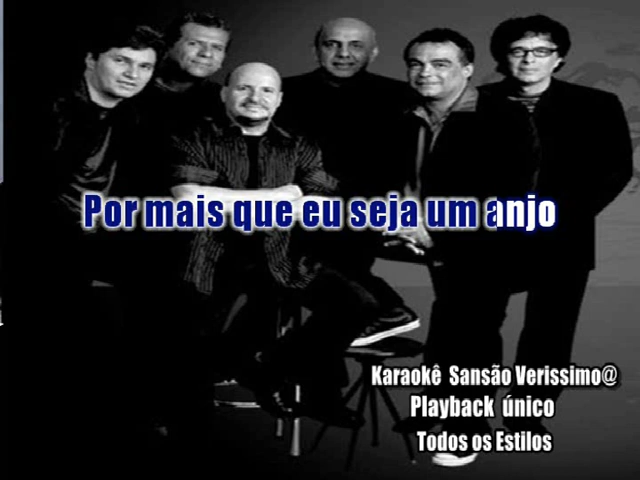 Por mais que eu seja um anjo
Karaokê Sansão Verissimo@
Playback único
Todos os Estilos